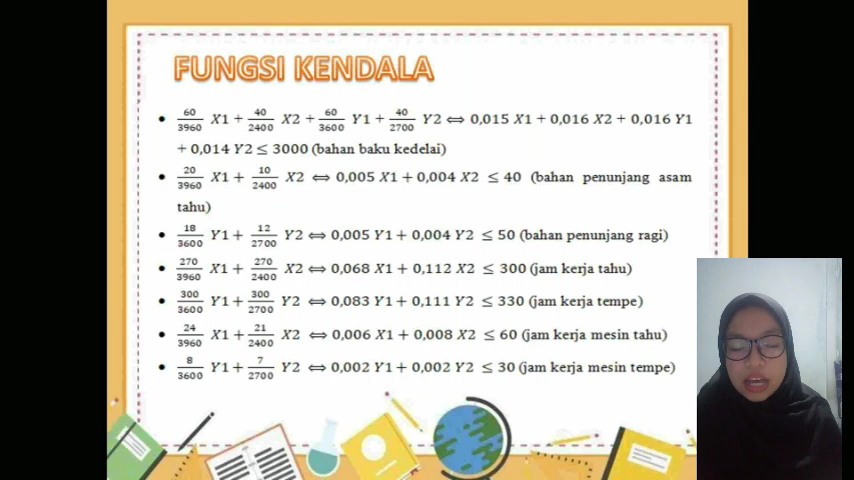 FUNGSI KENDALA
• 60/3960 X1 + 40/2400 X2 + 60/3600 Y1 + 40/2700 Y2 ⇔ 0,015 X1 + 0,016 X2 + 0,016 Y1
+ 0,014 Y2 ≤ 3000 (bahan baku kedelai)
• 20/3960 X1 + 10/2400 X2 ⇔ 0,005 X1 + 0,004 X2 ≤ 40 (bahan penunjang asam
tahu)
• 18/3600 Y1 + 12/2700 Y2 ⇔ 0,005 Y1 + 0,004 Y2 ≤ 50 (bahan penunjang ragi)
• 270/3960 X1 + 270/2400 X2 ⇔ 0,068 X1 + 0,112 X2 ≤ 300 (jam kerja tahu)
• 300/3600 Y1 + 300/2700 Y2 ⇔ 0,083 Y1 + 0,111 Y2 ≤ 330 (jam kerja tempe)
• 24/3960 X1 + 21/2400 X2 ⇔ 0,006 X1 + 0,008 X2 ≤ 60 (jam kerja mesin tahu)
• 8/3600 Y1 + 7/2700 Y2 ⇔ 0,002 Y1 + 0,002 Y2 ≤ 30 (jam kerja mesin tempe)